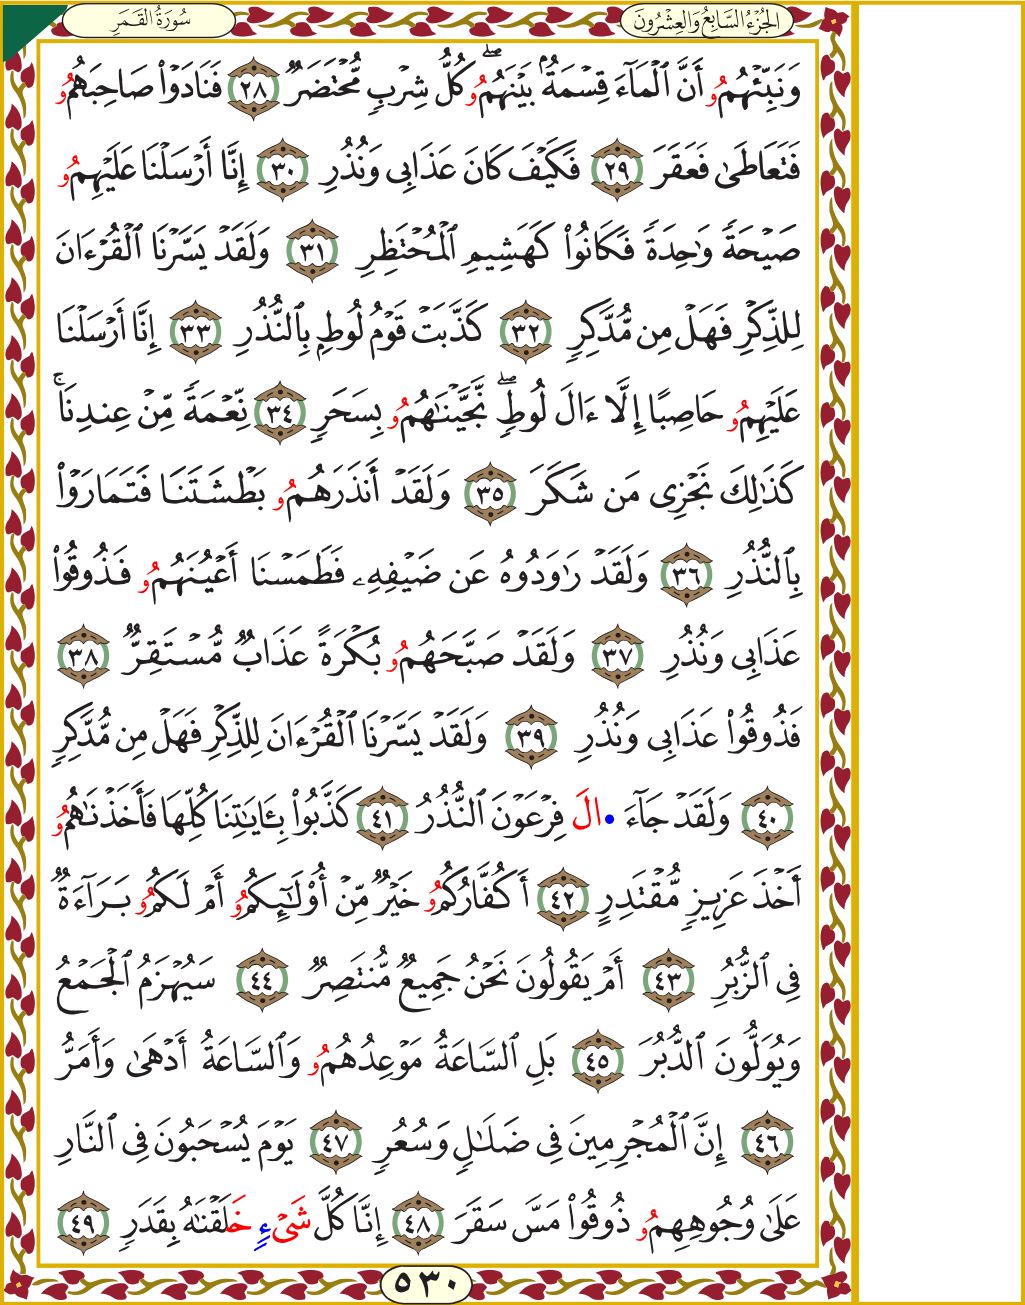 الجُزْءُ السَّابِعُ وَالعِشْرُونَ
سُورَةُ القَمَرِ
وَنَبِّئْهُمُۥ أَنَّ ٱلْمَآءَ قِسْمَةٌۢ بَيْنَهُمُۥۖ كُلُّ شِرْبٖ مُّحْتَضَرٞ ٢٨ فَنَادَوْاْ صَاحِبَهُمُۥ
فَتَعَاطَىٰ فَعَقَرَ ٢٩ فَكَيْفَ كَانَ عَذَابِى وَنُذُرِ ٣٠ إِنَّا أَرْسَلْنَا عَلَيْهِمُۥ
صَيْحَةٗ وَٰحِدَةٗ فَكَانُواْ كَهَشِيمِ ٱلْمُحْتَظِرِ ٣١ وَلَقَدْ يَسَّرْنَا ٱلْقُرْءَانَ
لِلذِّكْرِ فَهَلْ مِن مُّدَّكِرٖ ٣٢ كَذَّبَتْ قَوْمُ لُوطِۭ بِٱلنُّذُرِ ٣٣ إِنَّا أَرْسَلْنَا
عَلَيْهِمُۥ حَاصِبًا إِلَّا ءَالَ لُوطٖۖ نَّجَّيْنَٰهُمُۥ بِسَحَرٖ ٣٤ نِّعْمَةٗ مِّنْ عِندِنَاۚ
كَذَٰلِكَ نَجْزِى مَن شَكَرَ ٣٥ وَلَقَدْ أَنذَرَهُمُۥ بَطْشَتَنَا فَتَمَارَوْاْ
بِٱلنُّذُرِ ٣٦ وَلَقَدْ رَٰوَدُوهُ عَن ضَيْفِهِۦ فَطَمَسْنَا أَعْيُنَهُمُۥ فَذُوقُواْ
عَذَابِى وَنُذُرِ ٣٧ وَلَقَدْ صَبَّحَهُمُۥ بُكْرَةً عَذَابٞ مُّسْتَقِرّٞ ٣٨
فَذُوقُواْ عَذَابِى وَنُذُرِ ٣٩ وَلَقَدْ يَسَّرْنَا ٱلْقُرْءَانَ لِلذِّكْرِ فَهَلْ مِن مُّدَّكِرٖ
٤٠ وَلَقَدْ جَآءَ •الَ فِرْعَوْنَ ٱلنُّذُرُ ٤١ كَذَّبُواْ بِـَٔايَٰتِنَا كُلِّهَا فَأَخَذْنَٰهُمُۥ
أَخْذَ عَزِيزٖ مُّقْتَدِرٍ ٤٢ أَكُفَّارُكُمُۥ خَيْرٞ مِّنْ أُوْلَٰٓئِكُمُۥ أَمْ لَكُمُۥ بَرَآءَةٞ
فِى ٱلزُّبُرِ ٤٣ أَمْ يَقُولُونَ نَحْنُ جَمِيعٞ مُّنتَصِرٞ ٤٤ سَيُهْزَمُ ٱلْجَمْعُ
وَيُوَلُّونَ ٱلدُّبُرَ ٤٥ بَلِ ٱلسَّاعَةُ مَوْعِدُهُمُۥ وَٱلسَّاعَةُ أَدْهَىٰ وَأَمَرُّ
٤٦ إِنَّ ٱلْمُجْرِمِينَ فِى ضَلَٰلٖ وَسُعُرٖ ٤٧ يَوْمَ يُسْحَبُونَ فِى ٱلنَّارِ
عَلَىٰ وُجُوهِهِمُۥ ذُوقُواْ مَسَّ سَقَرَ ٤٨ إِنَّا كُلَّ شَىْءٍ خَلَقْنَٰهُ بِقَدَرٖ ٤٩
٥٣٠